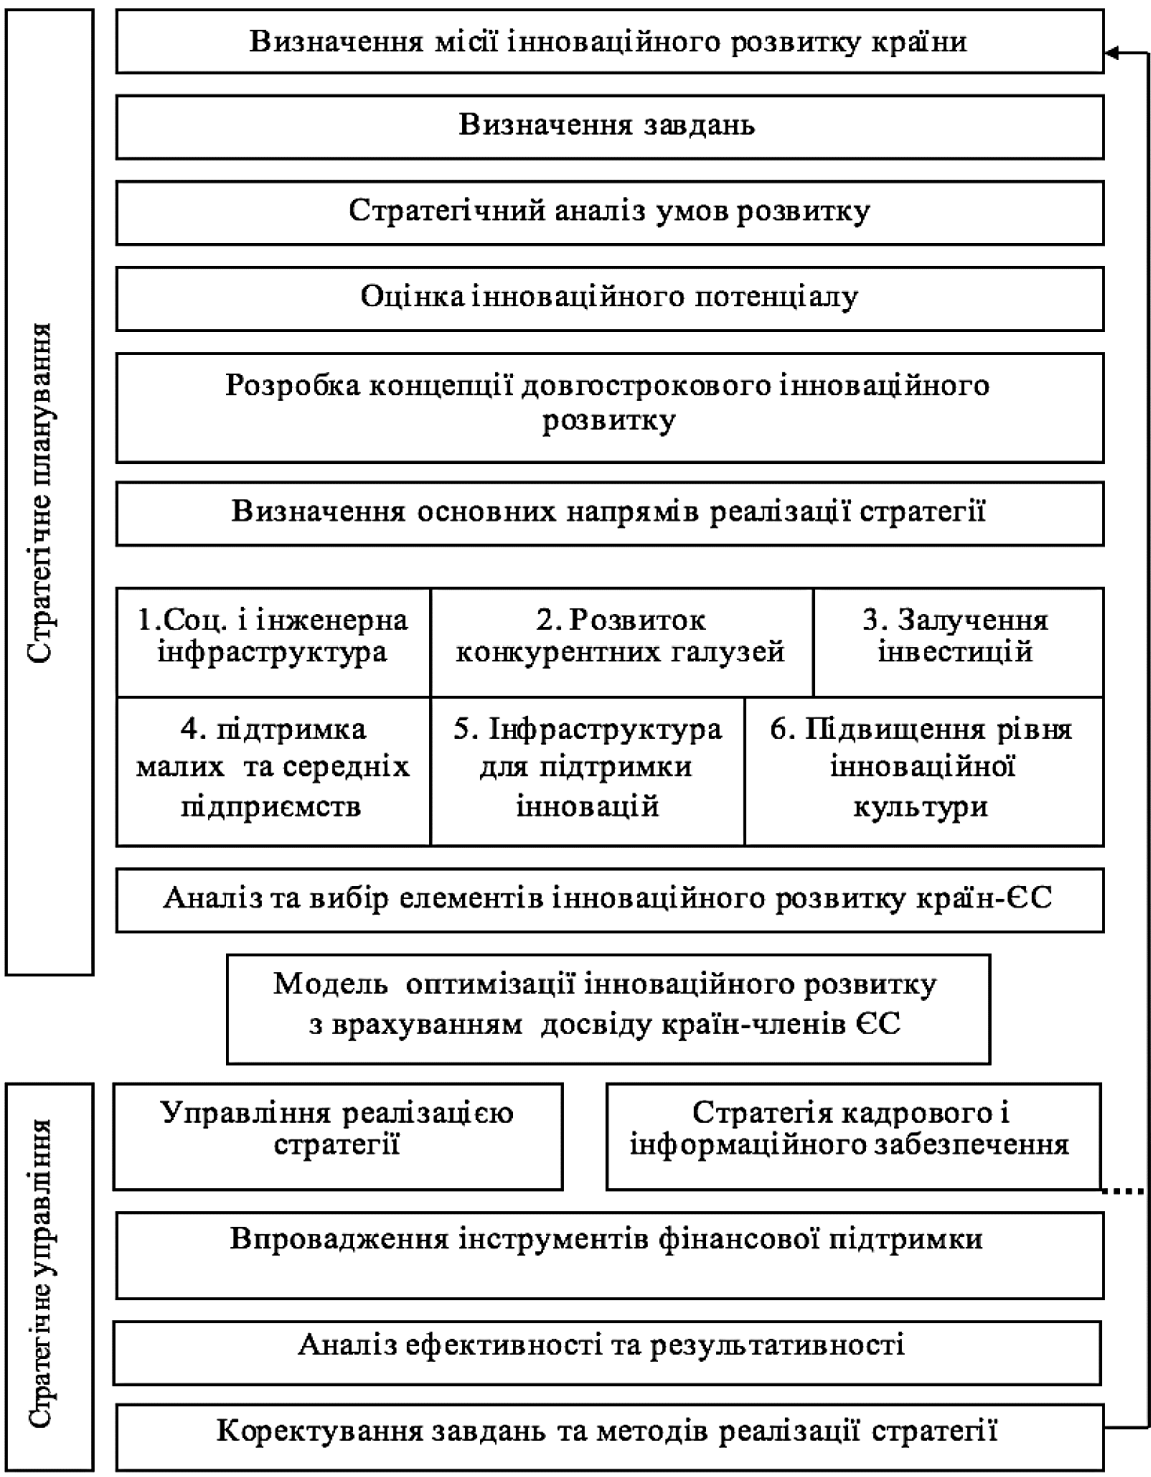 Стратегічне планування
Визначення місії інноваційного розвитку країни
Визначення завдань
Стратегічний аналіз умов розвитку
Оцінка інноваційного потенціалу
Розробка концепції довгострокового інноваційного
розвитку
Визначення основних напрямів реалізації стратегії
1.Соц. і інженерна
інфраструктура
2. Розвиток
конкурентних галузей
3. Залучення
інвестицій
4. підтримка
малих та середніх
підприємств
5. Інфраструктура
для підтримки
інновацій
6. Підвищення рівня
інноваційної
культури
Аналіз та вибір елементів інноваційного розвитку країн-ЄС
Модель оптимізації інноваційного розвитку
з врахуванням досвіду країн-членів ЄС
Стратегічне управління
Управління реалізацією
стратегії
Стратегія кадрового і
інформаційного забезпечення
Впровадження інструментів фінансової підтримки
Аналіз ефективності та результативності
Коректування завдань та методів реалізації стратегії